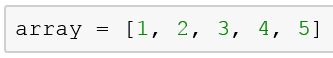 array = [1, 2, 3, 4, 5]